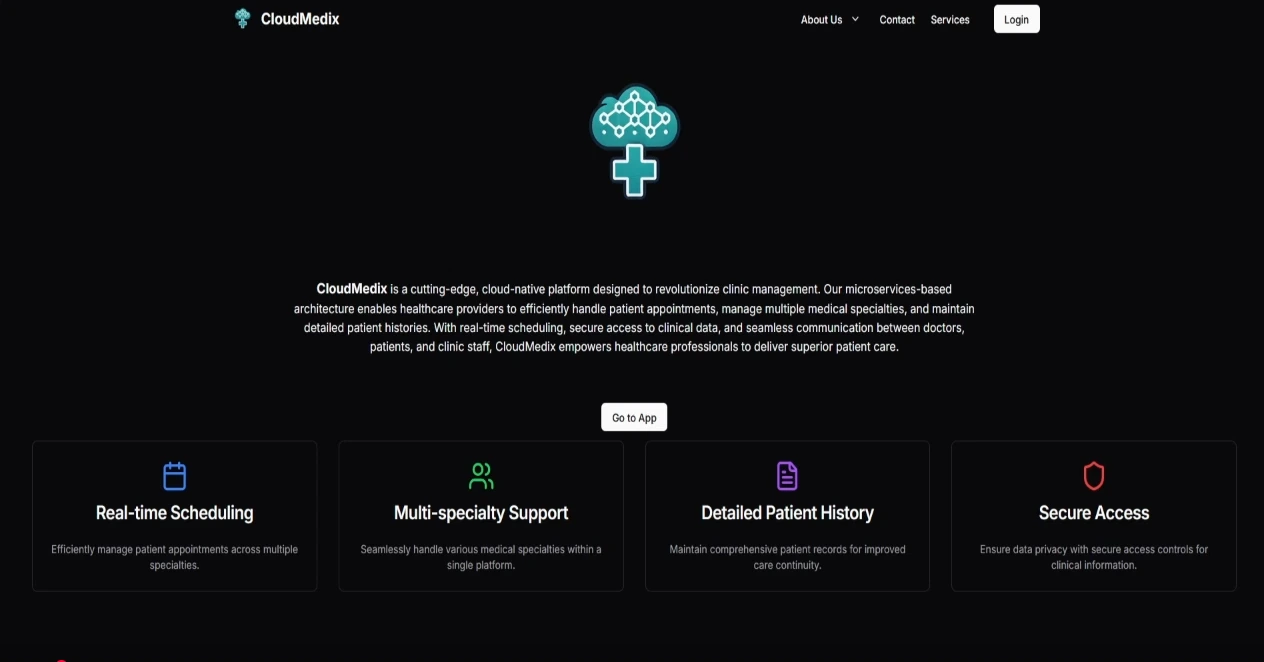 CloudMedix
About Us
Contact
Services
Login
CloudMedix is a cutting-edge, cloud-native platform designed to revolutionize clinic management. Our microservices-based
architecture enables healthcare providers to efficiently handle patient appointments, manage multiple medical specialties, and maintain
detailed patient histories. With real-time scheduling, secure access to clinical data, and seamless communication between doctors,
patients, and clinic staff, CloudMedix empowers healthcare professionals to deliver superior patient care.
Go to App
Real-time Scheduling
Efficiently manage patient appointments across multiple
specialties.
Multi-specialty Support
Seamlessly handle various medical specialties within a
single platform.
Detailed Patient History
Maintain comprehensive patient records for improved
care continuity.
Secure Access
Ensure data privacy with secure access controls for
clinical information.